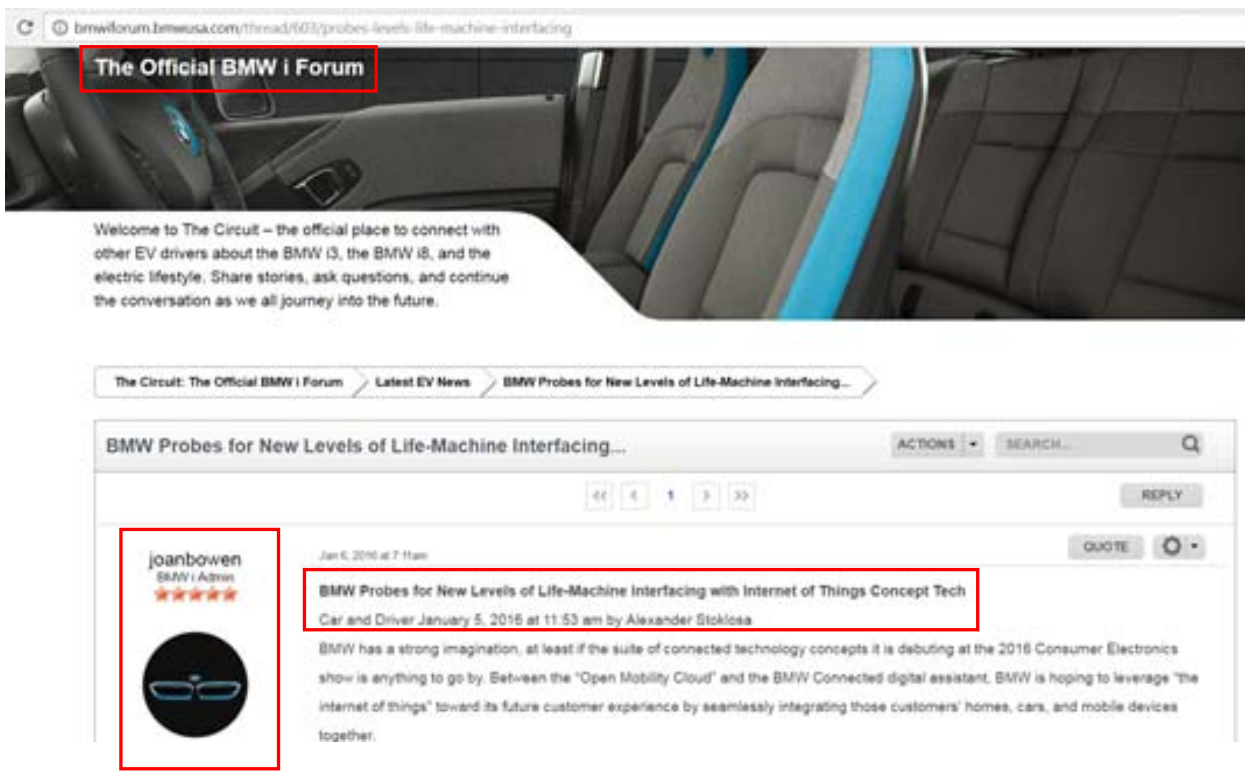 bmwiforum.bmwusa.com/thread/603/probes-levels-life-machine-interfacing
The Official BMW i Forum
Welcome to The Circuit – the official place to connect with
other EV drivers about the BMW i3, the BMW i8, and the
electric lifestyle. Share stories, ask questions, and continue
the conversation as we all journey into the future.
The Circuit: The Official BMW i Forum Latest EV News BMW Probes for New Levels of Life-Machine Interfacing...
BMW Probes for New Levels of Life-Machine Interfacing... ACTIONS SEARCH...
<< < 1 > >> REPLY
joanbowen
BMW i Admin
Jan 6, 2016 at 7:11am QUOTE
BMW Probes for New Levels of Life-Machine Interfacing with Internet of Things Concept Tech
Car and Driver January 5, 2016 at 11:53 am by Alexander Stoklosa
BMW has a strong imagination, at least if the suite of connected technology concepts it is debuting at the 2016 Consumer Electronics
show is anything to go by. Between the "Open Mobility Cloud" and the BMW Connected digital assistant, BMW is hoping to leverage "the
internet of things" toward its future customer experience by seamlessly integrating those customers' homes, cars, and mobile devices
together.